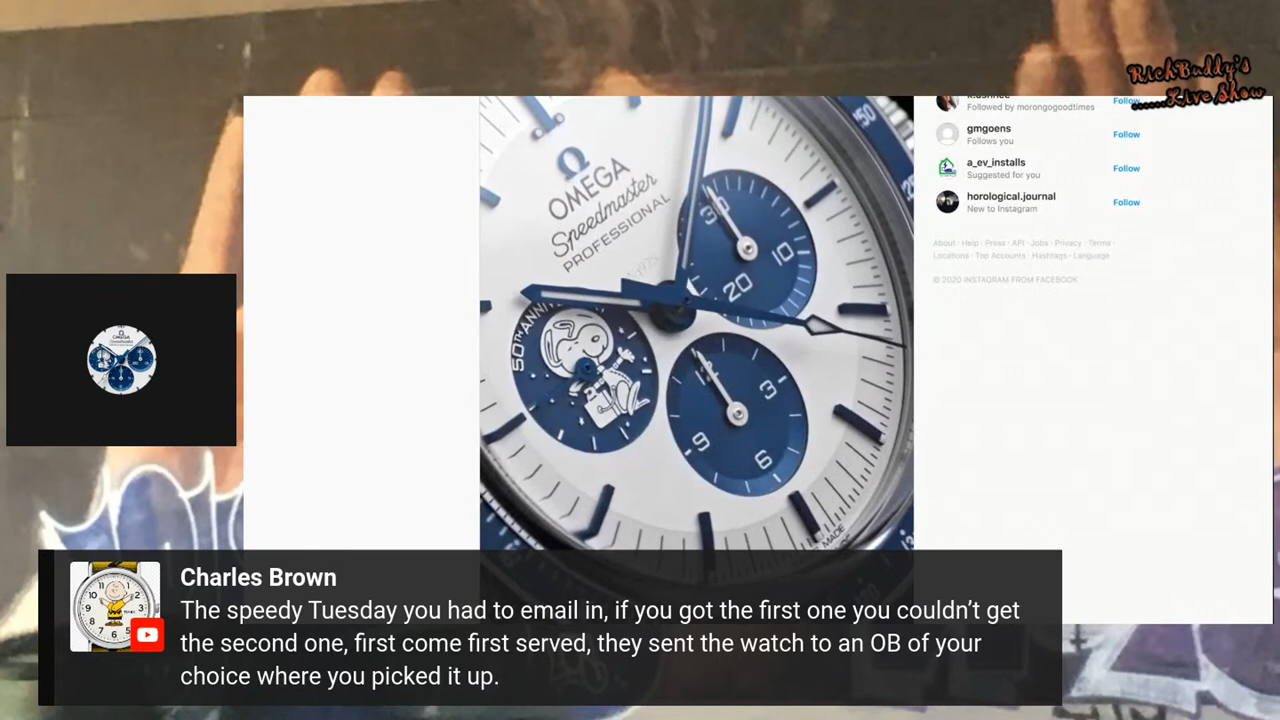 RichBuddy's
......Live Show
Followed by morongogoodtimes
Follow
gmgoens
Follows you
Follow
a_ev_installs
Suggested for you
Follow
horological.journal
New to Instagram
Follow
About · Help · Press · API · Jobs · Privacy · Terms ·
Locations · Top Accounts · Hashtags · Language
© 2020 INSTAGRAM FROM FACEBOOK
Ω
OMEGA
Speedmaster
PROFESSIONAL
30
10
20
50TH ANNIV
12
3
6
9
MADE
Charles Brown
The speedy Tuesday you had to email in, if you got the first one you couldn't get
the second one, first come first served, they sent the watch to an OB of your
choice where you picked it up.